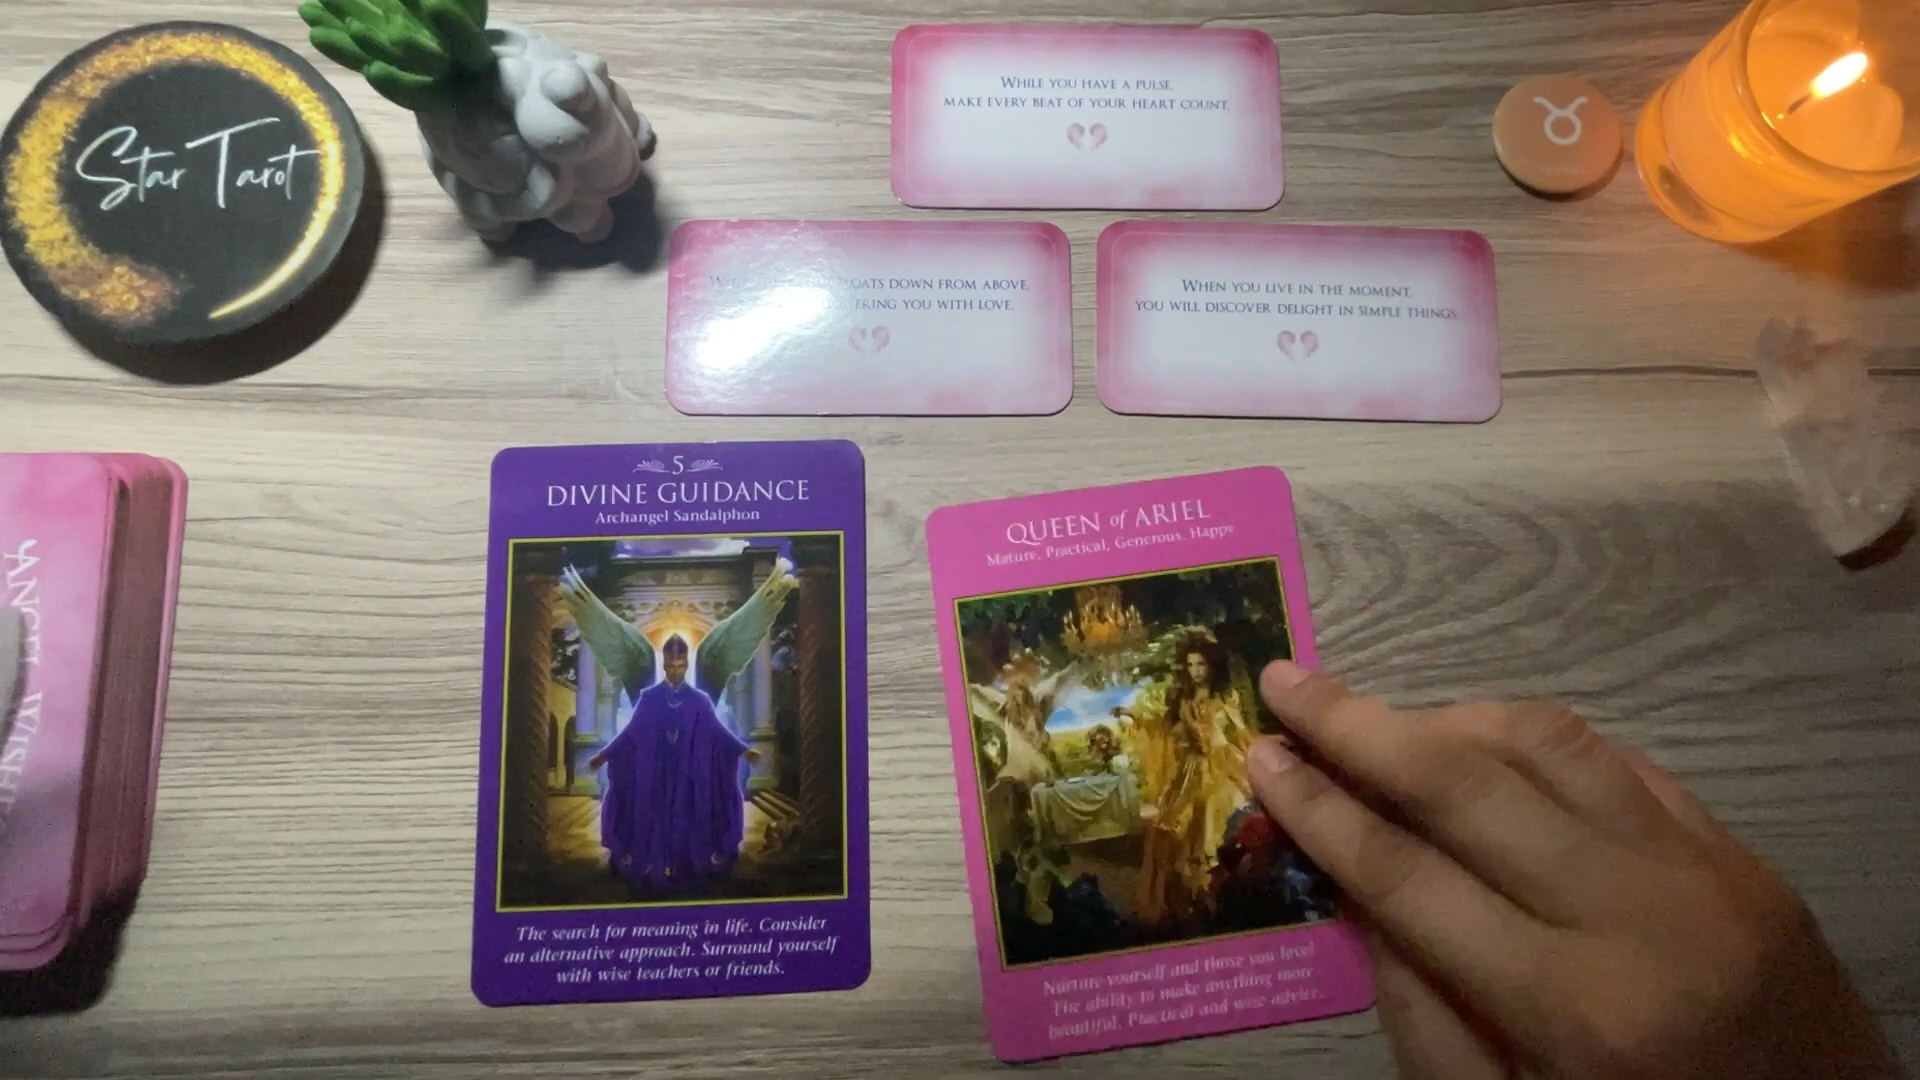 Star Tarot
WHILE YOU HAVE A PULSE,
MAKE EVERY BEAT OF YOUR HEART COUNT.
FLOATS DOWN FROM ABOVE,
YOU WITH LOVE.
WHEN YOU LIVE IN THE MOMENT,
YOU WILL DISCOVER DELIGHT IN SIMPLE THINGS
ANGEL
5
DIVINE GUIDANCE
Archangel Sandalphon
The search for meaning in life. Consider
an alternative approach. Surround yourself
with wise teachers or friends.
QUEEN of ARIEL
Mature, Practical, Generous, Happy
Nurture yourself and those you love!
The ability to make anything more
beautiful. Practical and wise advice.